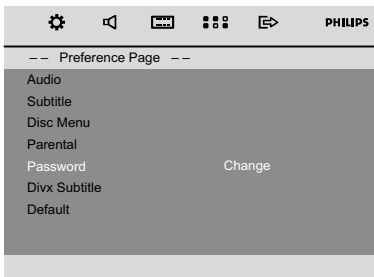 PHILIPS
-- Preference Page --
Audio
Subtitle
Disc Menu
Parental
Password Change
Divx Subtitle
Default